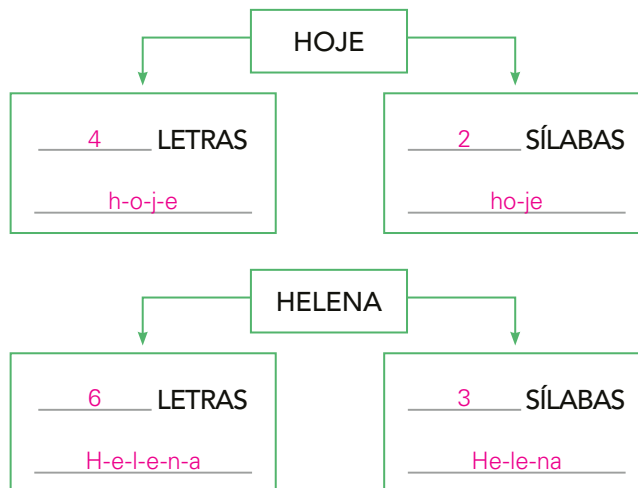 HOJE
4 LETRAS
h-o-j-e
2 SÍLABAS
ho-je
HELENA
6 LETRAS
H-e-l-e-n-a
3 SÍLABAS
He-le-na